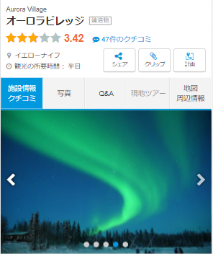 Aurora Village
オーロラビレッジ 建造物
3.42 47件のクチコミ
イエローナイフ
観光の所要時間： 半日
シェア クリップ 計画
施設情報 クチコミ 写真 Q&A 現地ツアー 地図 周辺情報